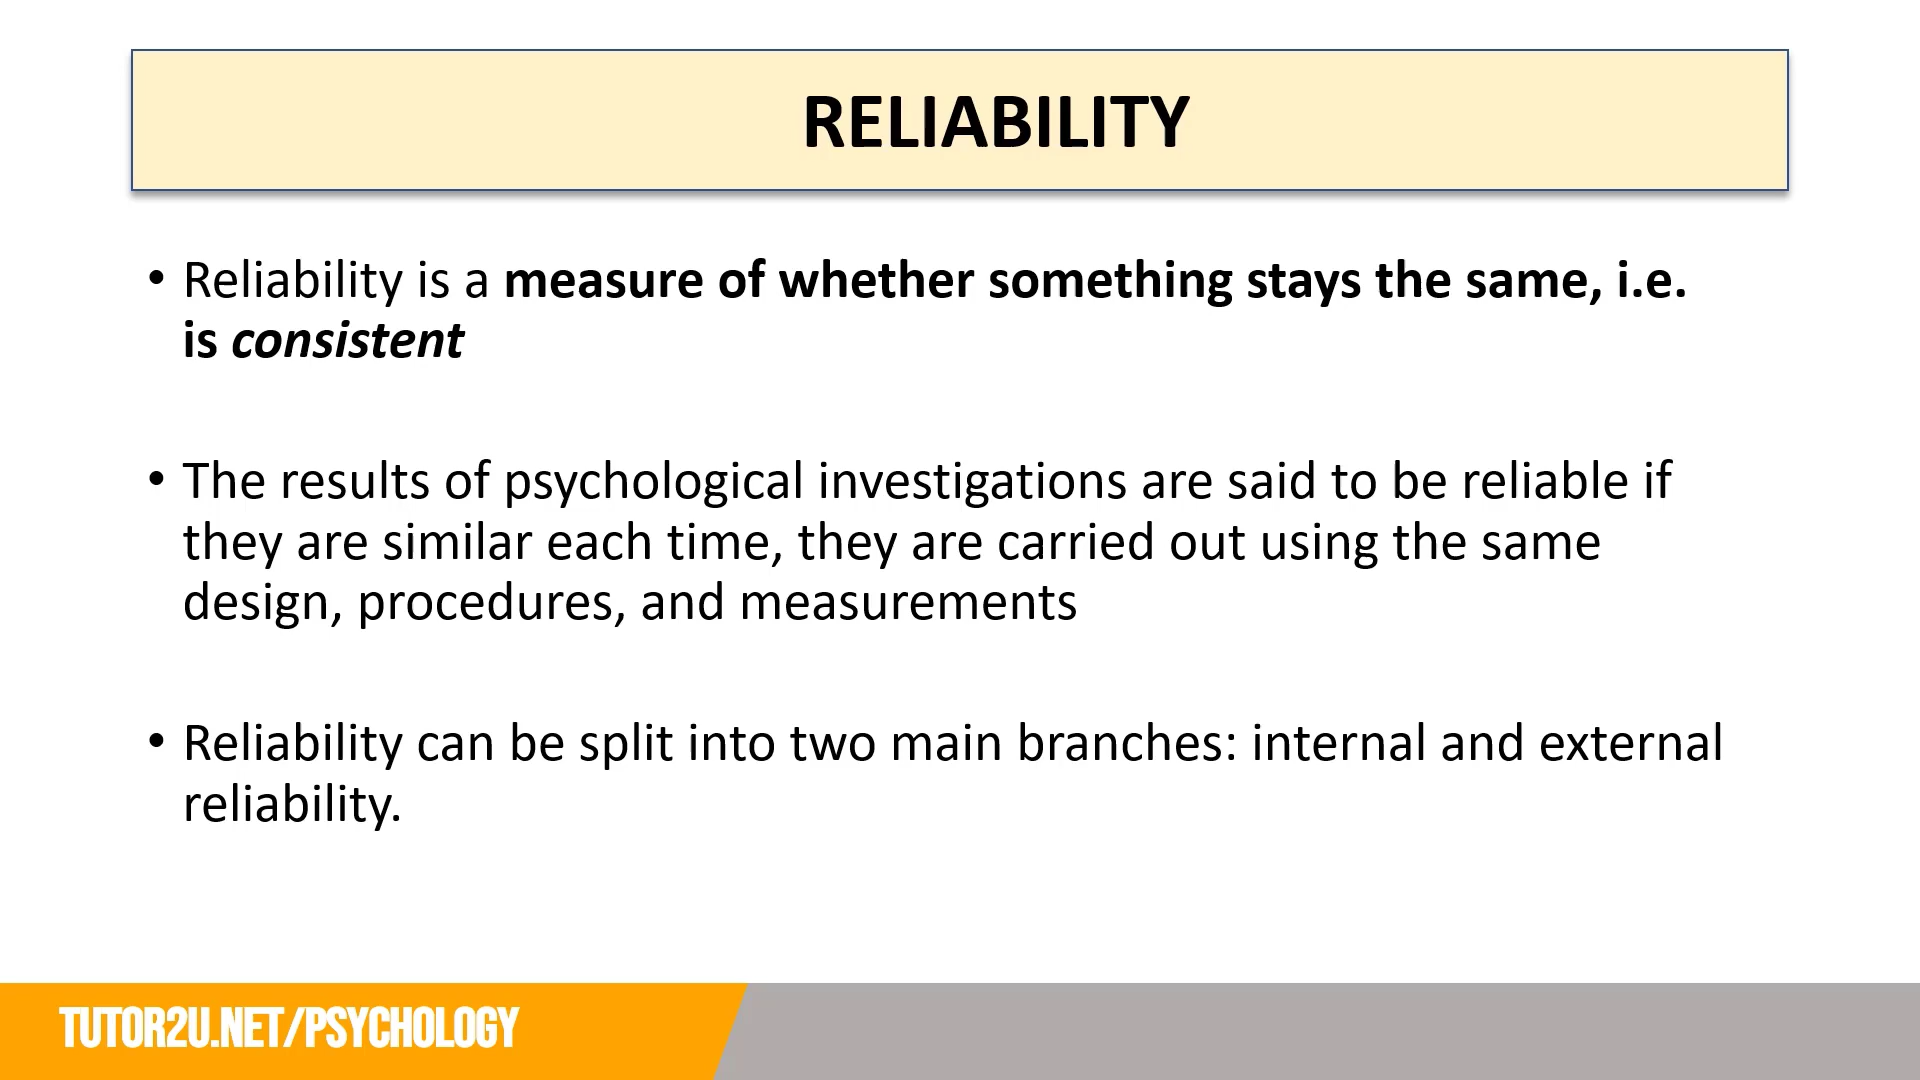 RELIABILITY
• Reliability is a measure of whether something stays the same, i.e.
is consistent
• The results of psychological investigations are said to be reliable if
they are similar each time, they are carried out using the same
design, procedures, and measurements
• Reliability can be split into two main branches: internal and external
reliability.
TUTOR2U.NET/PSYCHOLOGY